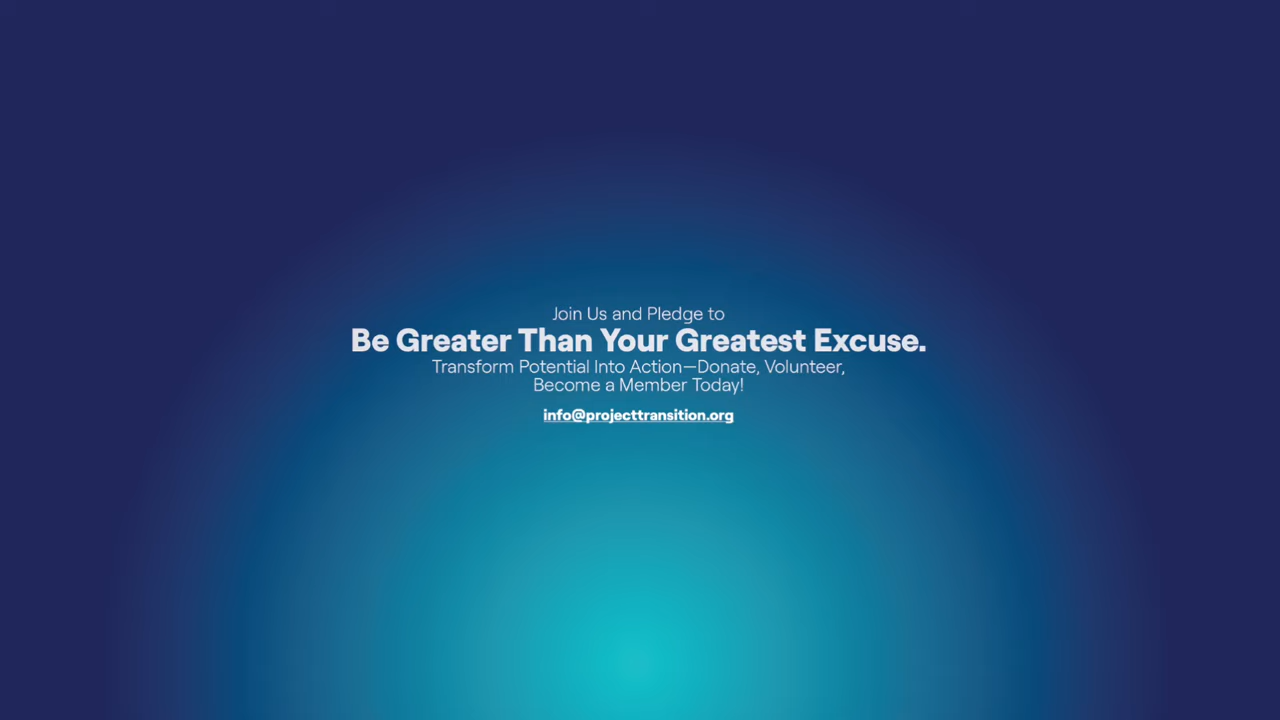 Join Us and Pledge to
Be Greater Than Your Greatest Excuse.
Transform Potential Into Action—Donate, Volunteer,
Become a Member Today!
info@projecttransition.org